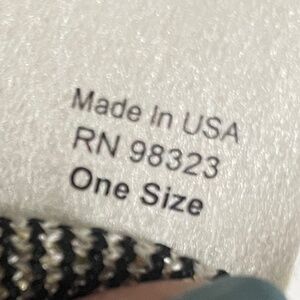 Made In USA
RN 98323
One Size